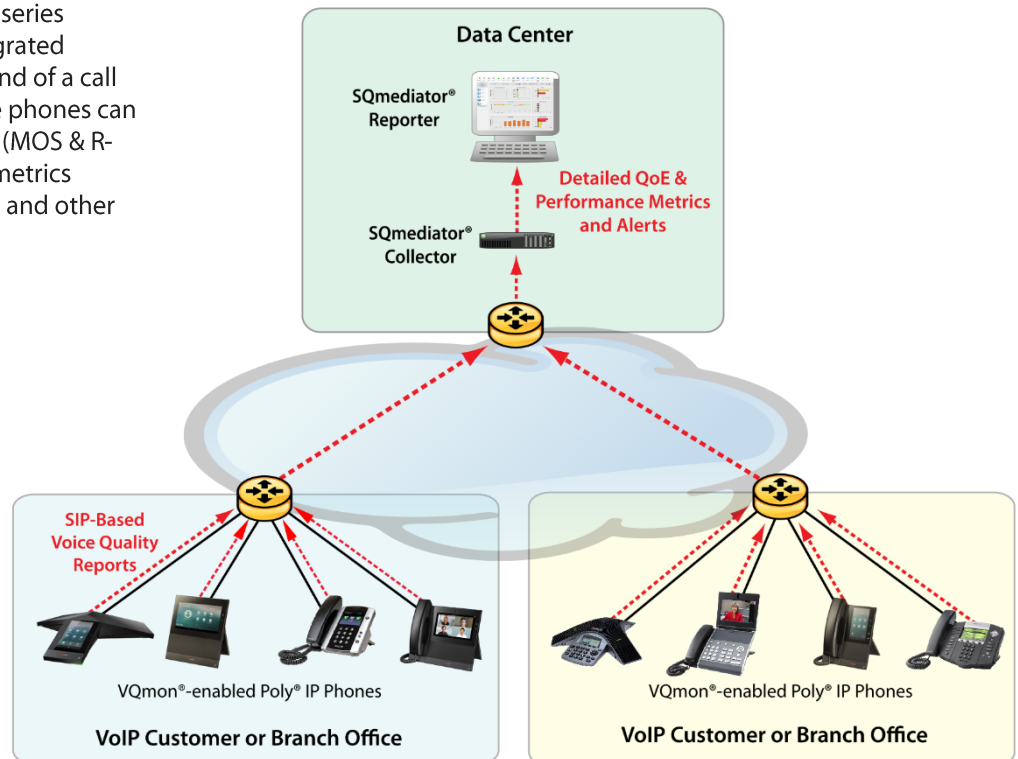 series
grated
nd of a call
e phones can
(MOS & R-
metrics
and other
Data Center
SQmediator®
Reporter
Detailed QoE &
Performance Metrics
and Alerts
SQmediator®
Collector
SIP-Based
Voice Quality
Reports
VQmon®-enabled Poly® IP Phones
VoIP Customer or Branch Office
VQmon®-enabled Poly® IP Phones
VoIP Customer or Branch Office